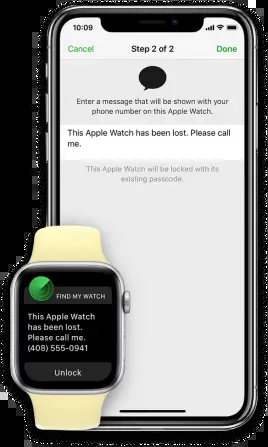 10:09
Cancel Step 2 of 2 Done
Enter a message that will be shown with your
phone number on this Apple Watch.
This Apple Watch has been lost. Please call
me.
This Apple Watch will be locked with its
existing passcode.
FIND MY WATCH
This Apple Watch
has been lost.
Please call me.
(408) 555-0941
Unlock